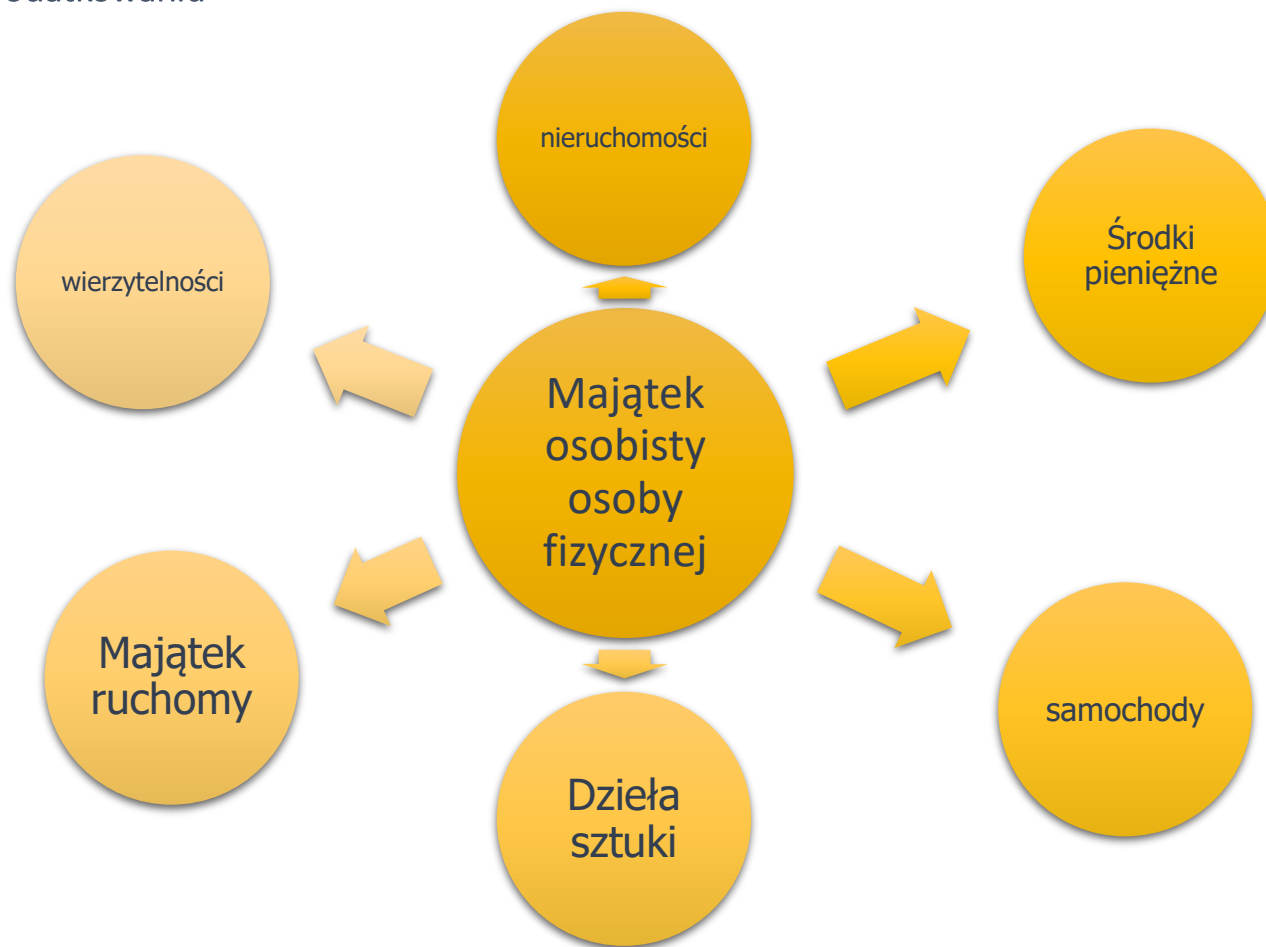 nieruchomości
Środki
pieniężne
wierzytelności
Majątek
osobisty
osoby
fizycznej
Majątek
ruchomy
samochody
Dzieła
sztuki